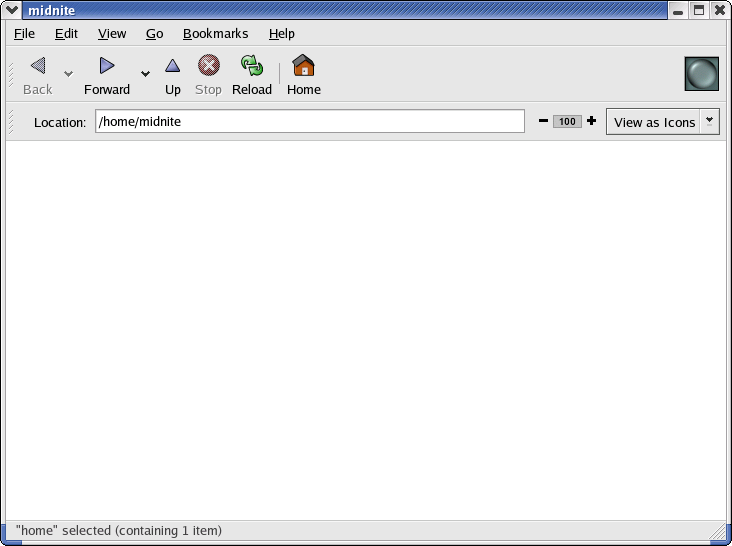 midnite
File Edit View Go Bookmarks Help
Back Forward Up Stop Reload Home
Location: /home/midnite 100 View as Icons
"home" selected (containing 1 item)